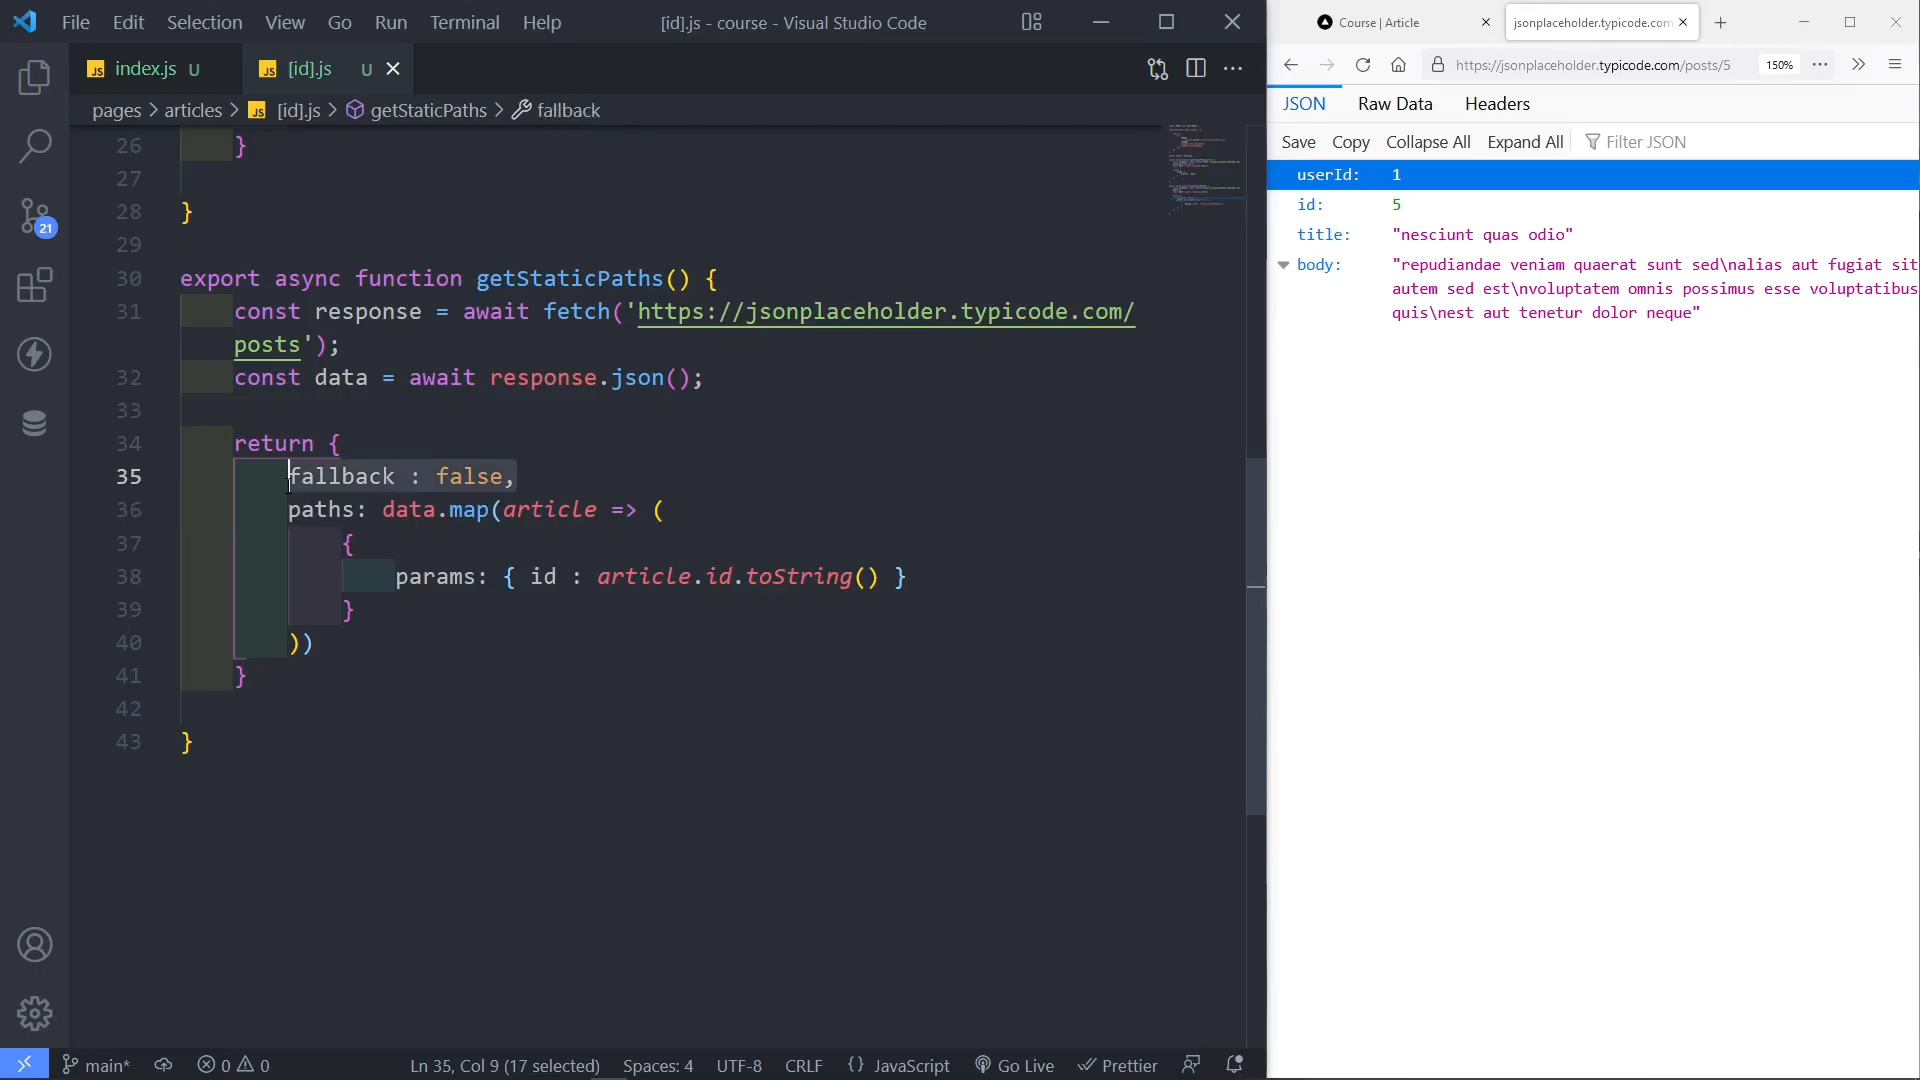 File Edit Selection View Go Run Terminal Help [id].js - course - Visual Studio Code
JS index.js U JS [id].js U
pages > articles > JS [id].js > getStaticPaths > fallback
26 }
27
28 }
29
30 export async function getStaticPaths() {
31 const response = await fetch('https://jsonplaceholder.typicode.com/
posts');
32 const data = await response.json();
33
34 return {
35 fallback : false,
36 paths: data.map(article => (
37 {
38 params: { id : article.id.toString() }
39 }
40 ))
41 }
42
43 }
21
main* 0 0 Ln 35, Col 9 (17 selected) Spaces: 4 UTF-8 CRLF {} JavaScript Go Live Prettier
Course | Article jsonplaceholder.typicode.com
https://jsonplaceholder.typicode.com/posts/5 150%
JSON Raw Data Headers
Save Copy Collapse All Expand All Filter JSON
userId: 1
id: 5
title: "nesciunt quas odio"
body: "repudiandae veniam quaerat sunt sed\nalias aut fugiat sit
autem sed est\nvoluptatem omnis possimus esse voluptatibus
quis\nest aut tenetur dolor neque"